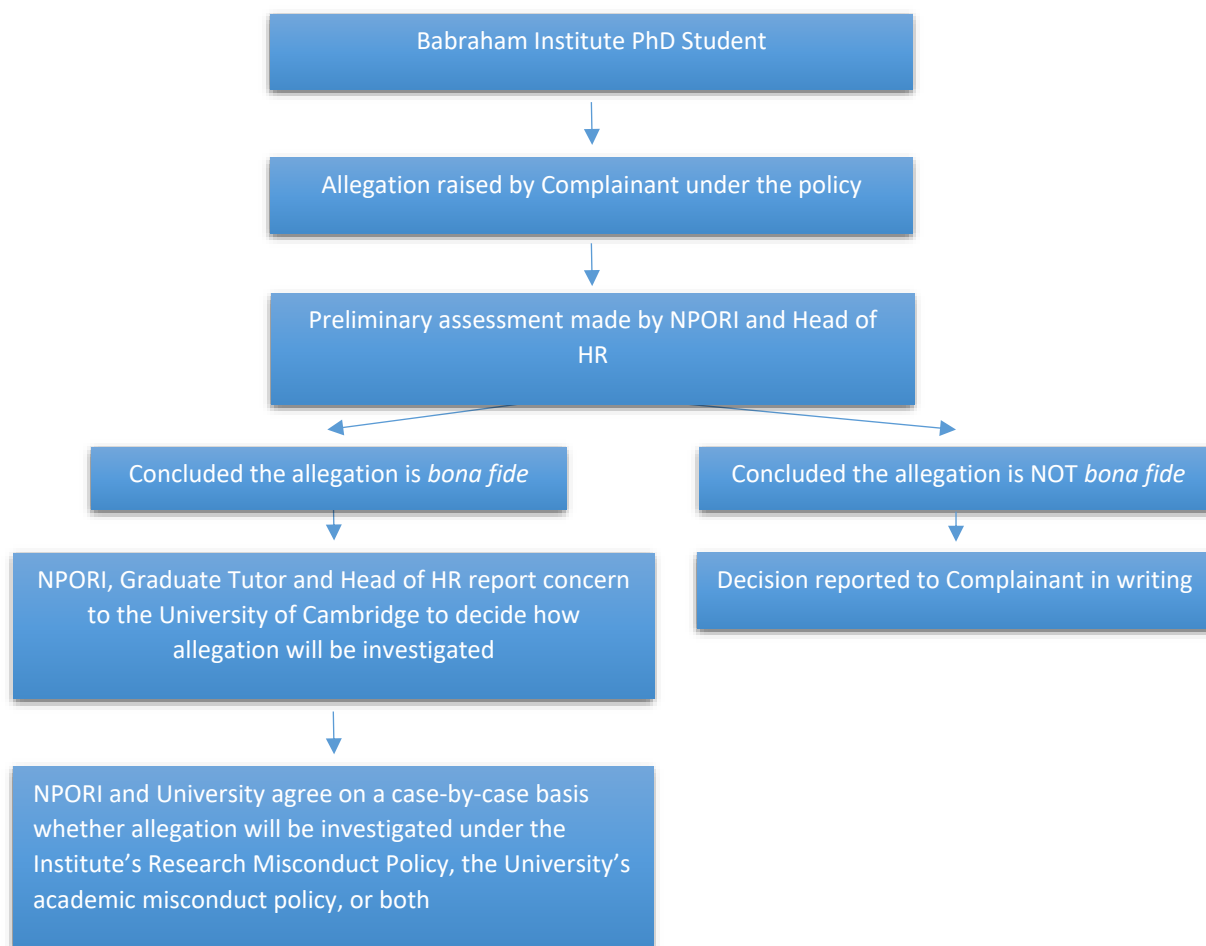 Babraham Institute PhD Student
Allegation raised by Complainant under the policy
Preliminary assessment made by NPORI and Head of
HR
Concluded the allegation is bona fide
Concluded the allegation is NOT bona fide
NPORI, Graduate Tutor and Head of HR report concern
to the University of Cambridge to decide how
allegation will be investigated
Decision reported to Complainant in writing
NPORI and University agree on a case-by-case basis
whether allegation will be investigated under the
Institute’s Research Misconduct Policy, the University’s
academic misconduct policy, or both